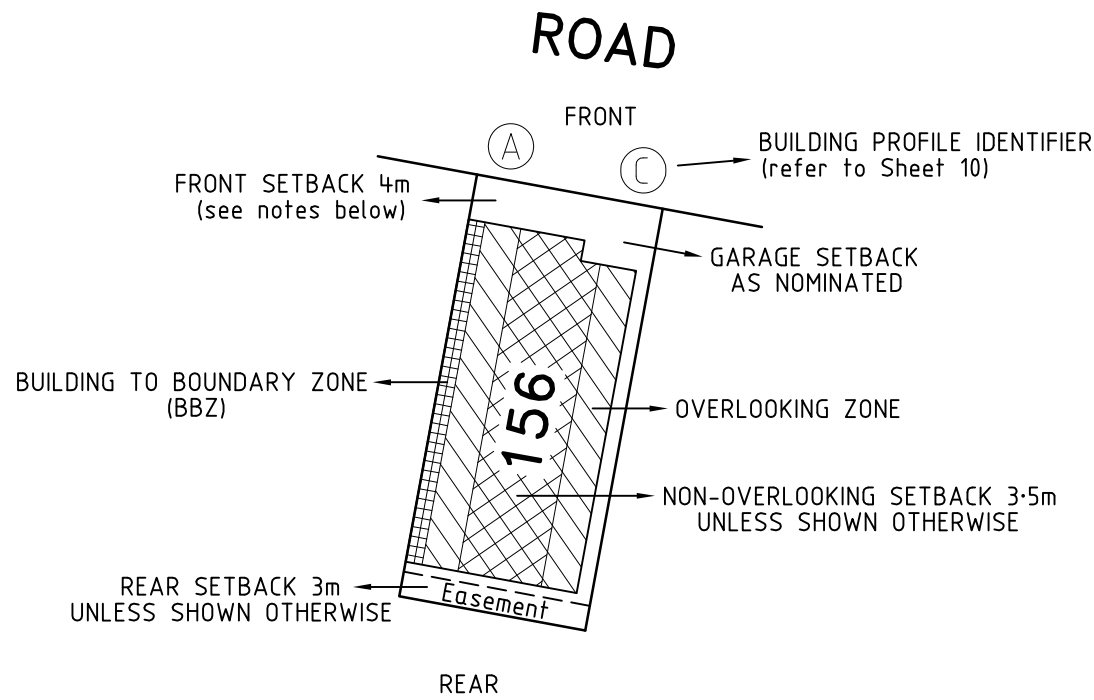 ROAD
FRONT
A
C
BUILDING PROFILE IDENTIFIER
(refer to Sheet 10)
FRONT SETBACK 4m
(see notes below)
GARAGE SETBACK
AS NOMINATED
BUILDING TO BOUNDARY ZONE
(BBZ)
156
OVERLOOKING ZONE
NON-OVERLOOKING SETBACK 3·5m
UNLESS SHOWN OTHERWISE
REAR SETBACK 3m
UNLESS SHOWN OTHERWISE
Easement
REAR